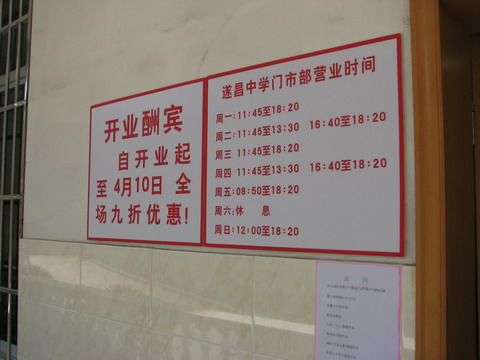 开业酬宾
自开业起
至 4月10日 全
场九折优惠!
遂昌中学门市部营业时间
周一:11:45至18:20
周二:11:45至13:30 16:40至18:20
周三 11:45至18:20
周四 11:45至13:30 16:40至18:20
周五:08:50至18:20
周六:休 息
周日:12:00至18:20